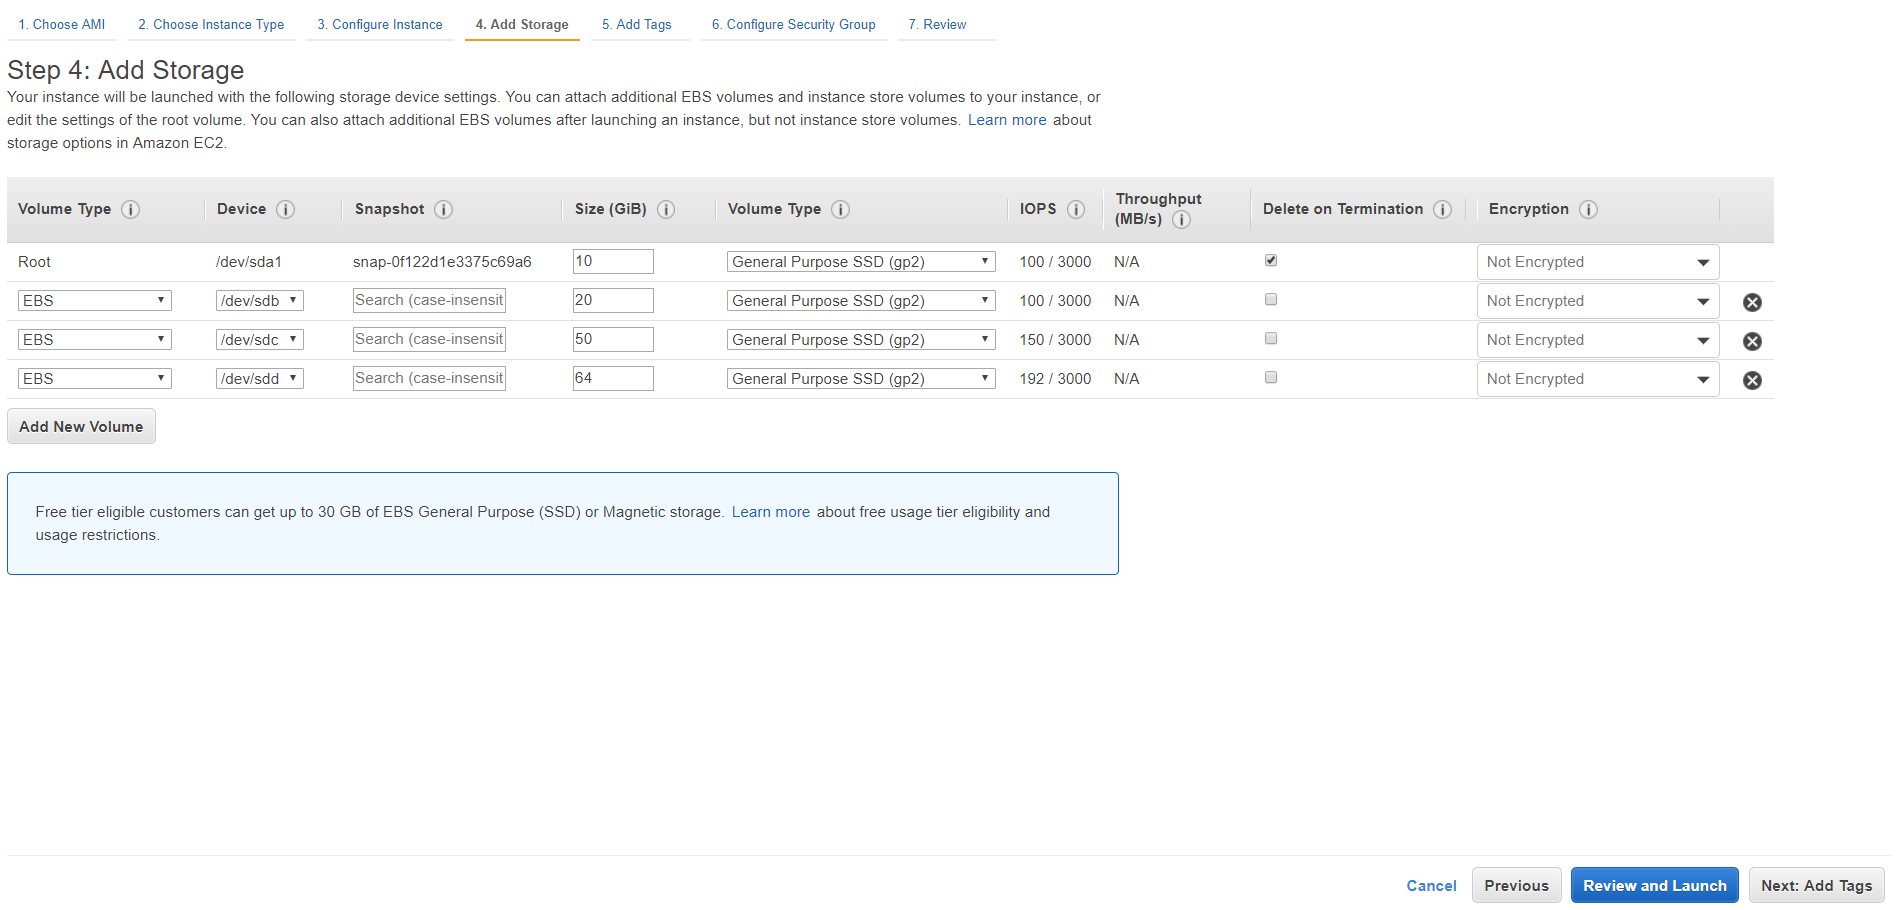 1. Choose AMI 2. Choose Instance Type 3. Configure Instance 4. Add Storage 5. Add Tags 6. Configure Security Group 7. Review
Step 4: Add Storage
Your instance will be launched with the following storage device settings. You can attach additional EBS volumes and instance store volumes to your instance, or
edit the settings of the root volume. You can also attach additional EBS volumes after launching an instance, but not instance store volumes. Learn more about
storage options in Amazon EC2.
Volume Type i Device i Snapshot i Size (GiB) i Volume Type i IOPS i Throughput (MB/s) i Delete on Termination i Encryption i
Root /dev/sda1 snap-0f122d1e3375c69a6 10 General Purpose SSD (gp2) 100 / 3000 N/A Not Encrypted
EBS /dev/sdb Search (case-insensit 20 General Purpose SSD (gp2) 100 / 3000 N/A Not Encrypted
EBS /dev/sdc Search (case-insensit 50 General Purpose SSD (gp2) 150 / 3000 N/A Not Encrypted
EBS /dev/sdd Search (case-insensit 64 General Purpose SSD (gp2) 192 / 3000 N/A Not Encrypted
Add New Volume
Free tier eligible customers can get up to 30 GB of EBS General Purpose (SSD) or Magnetic storage. Learn more about free usage tier eligibility and
usage restrictions.
Cancel Previous Review and Launch Next: Add Tags